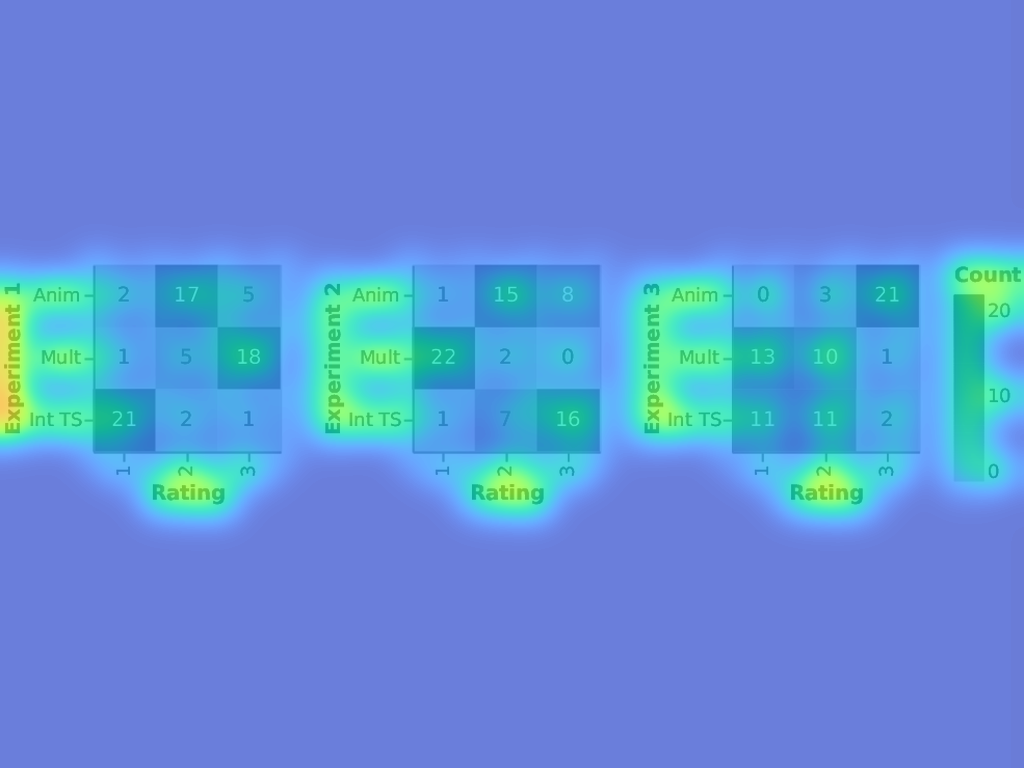 Experiment 1
Anim 2 17 5
Mult 1 5 18
Int TS 21 2 1
1 2 3
Rating
Experiment 2
Anim 1 15 8
Mult 22 2 0
Int TS 1 7 16
1 2 3
Rating
Experiment 3
Anim 0 3 21
Mult 13 10 1
Int TS 11 11 2
1 2 3
Rating
Count
20
10
0